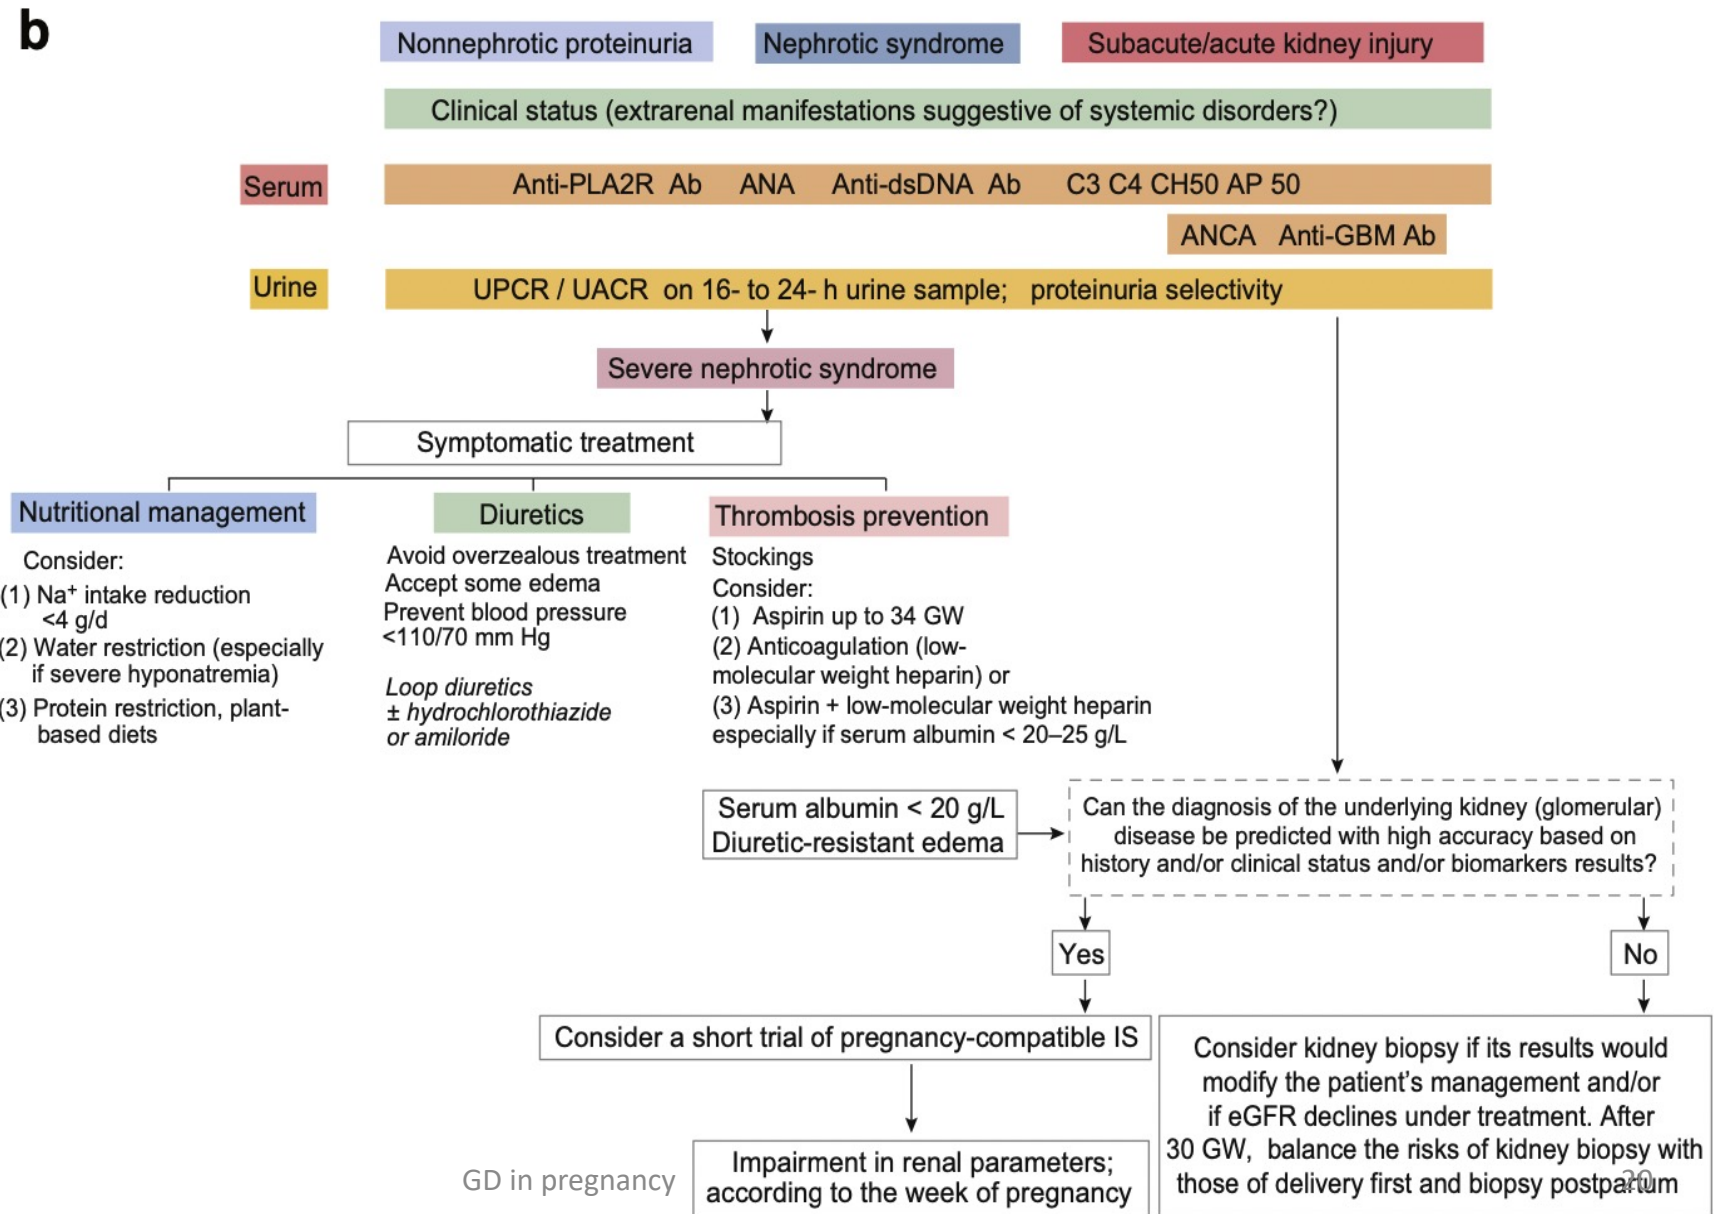 b
Nonnephrotic proteinuria
Nephrotic syndrome
Subacute/acute kidney injury
Clinical status (extrarenal manifestations suggestive of systemic disorders?)
Serum
Anti-PLA2R Ab ANA Anti-dsDNA Ab C3 C4 CH50 AP 50
ANCA Anti-GBM Ab
Urine
UPCR / UACR on 16- to 24- h urine sample; proteinuria selectivity
Severe nephrotic syndrome
Symptomatic treatment
Nutritional management
Consider:
(1) Na⁺ intake reduction
<4 g/d
(2) Water restriction (especially
if severe hyponatremia)
(3) Protein restriction, plant-
based diets
Diuretics
Avoid overzealous treatment
Accept some edema
Prevent blood pressure
<110/70 mm Hg
Loop diuretics
± hydrochlorothiazide
or amiloride
Thrombosis prevention
Stockings
Consider:
(1) Aspirin up to 34 GW
(2) Anticoagulation (low-
molecular weight heparin) or
(3) Aspirin + low-molecular weight heparin
especially if serum albumin < 20–25 g/L
Serum albumin < 20 g/L
Diuretic-resistant edema
Can the diagnosis of the underlying kidney (glomerular)
disease be predicted with high accuracy based on
history and/or clinical status and/or biomarkers results?
Yes
No
Consider a short trial of pregnancy-compatible IS
Impairment in renal parameters;
according to the week of pregnancy
Consider kidney biopsy if its results would
modify the patient’s management and/or
if eGFR declines under treatment. After
30 GW, balance the risks of kidney biopsy with
those of delivery first and biopsy postpartum
GD in pregnancy
20